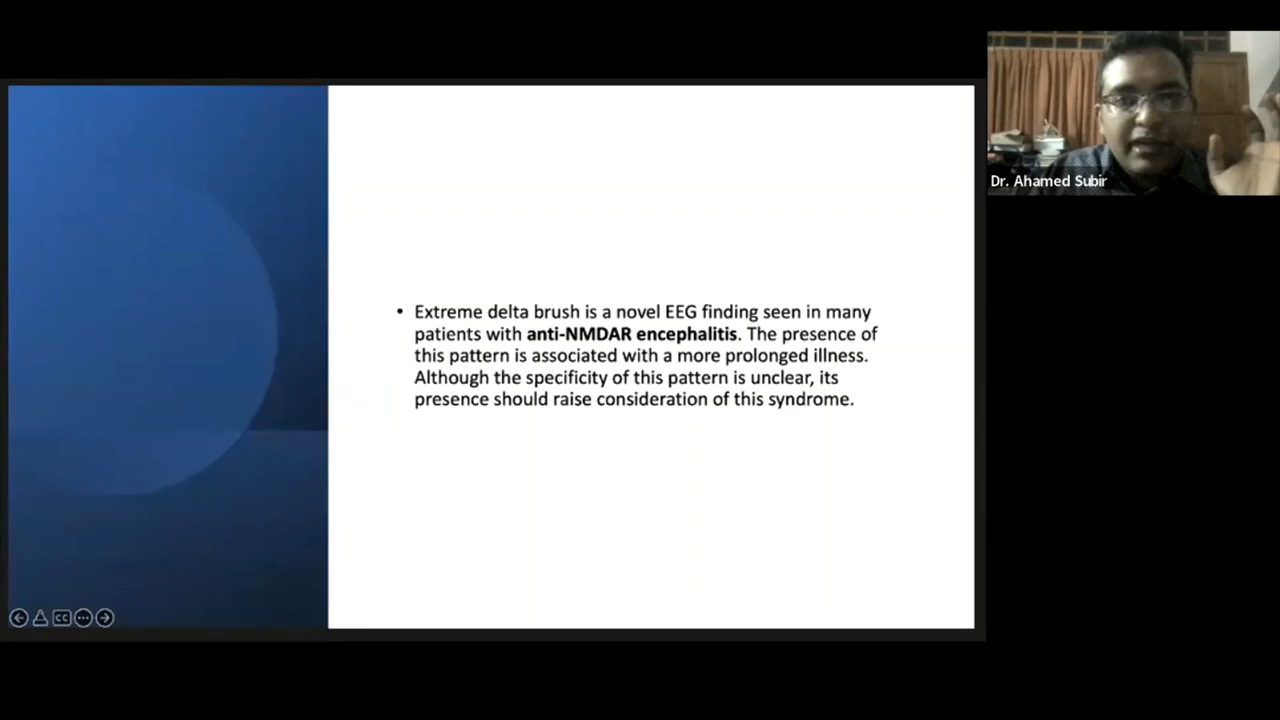 Dr. Ahamed Subir
• Extreme delta brush is a novel EEG finding seen in many
patients with anti-NMDAR encephalitis. The presence of
this pattern is associated with a more prolonged illness.
Although the specificity of this pattern is unclear, its
presence should raise consideration of this syndrome.
CC